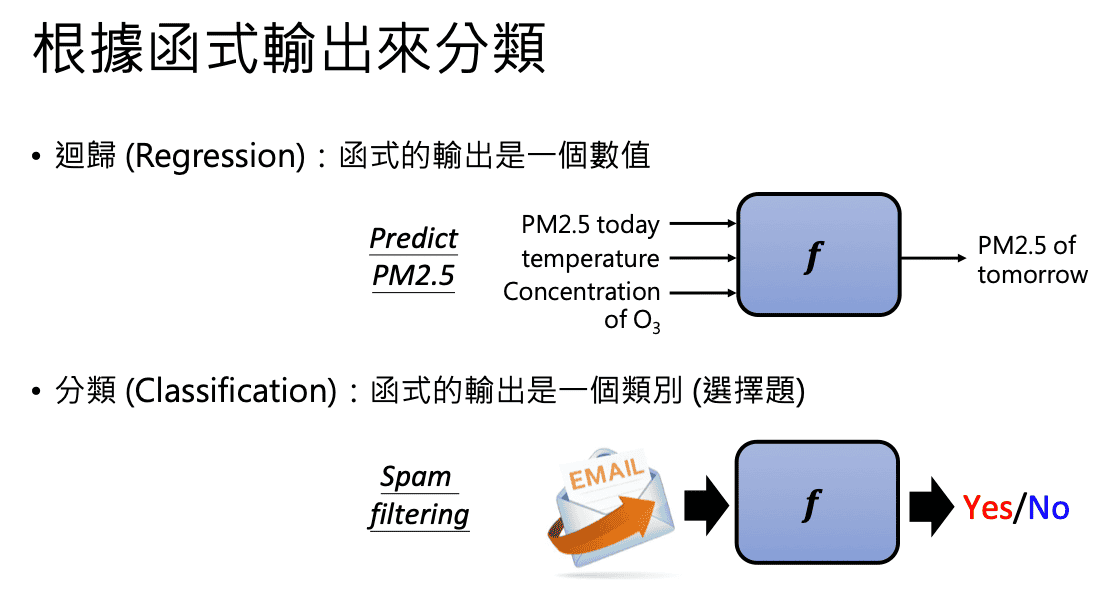 根據函式輸出來分類
• 迴歸 (Regression)：函式的輸出是一個數值
Predict
PM2.5
PM2.5 today
temperature
Concentration
of O₃
f
PM2.5 of
tomorrow
• 分類 (Classification)：函式的輸出是一個類別 (選擇題)
Spam
filtering
EMAIL
f
Yes/No